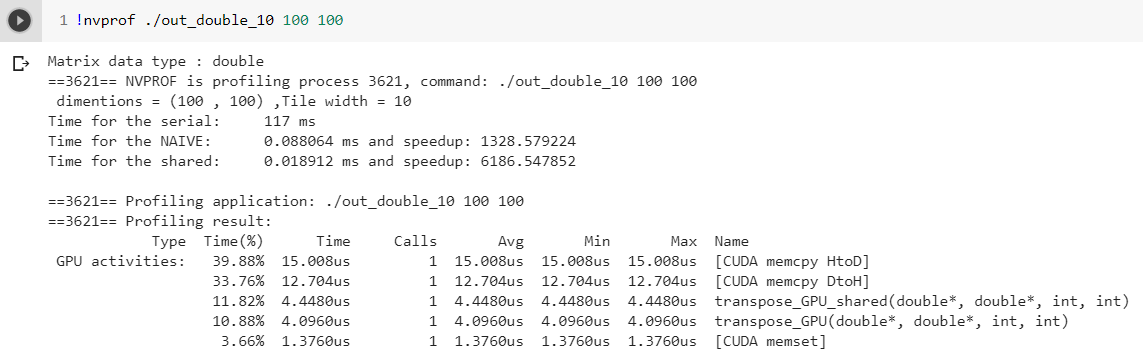 1 !nvprof ./out_double_10 100 100
Matrix data type : double
==3621== NVPROF is profiling process 3621, command: ./out_double_10 100 100
 dimentions = (100 , 100) ,Tile width = 10
Time for the serial:     117 ms
Time for the NAIVE:      0.088064 ms and speedup: 1328.579224
Time for the shared:     0.018912 ms and speedup: 6186.547852
==3621== Profiling application: ./out_double_10 100 100
==3621== Profiling result:
            Type  Time(%)      Time     Calls       Avg       Min       Max  Name
 GPU activities:   39.88%  15.008us         1  15.008us  15.008us  15.008us  [CUDA memcpy HtoD]
                   33.76%  12.704us         1  12.704us  12.704us  12.704us  [CUDA memcpy DtoH]
                   11.82%  4.4480us         1  4.4480us  4.4480us  4.4480us  transpose_GPU_shared(double*, double*, int, int)
                   10.88%  4.0960us         1  4.0960us  4.0960us  4.0960us  transpose_GPU(double*, double*, int, int)
                    3.66%  1.3760us         1  1.3760us  1.3760us  1.3760us  [CUDA memset]